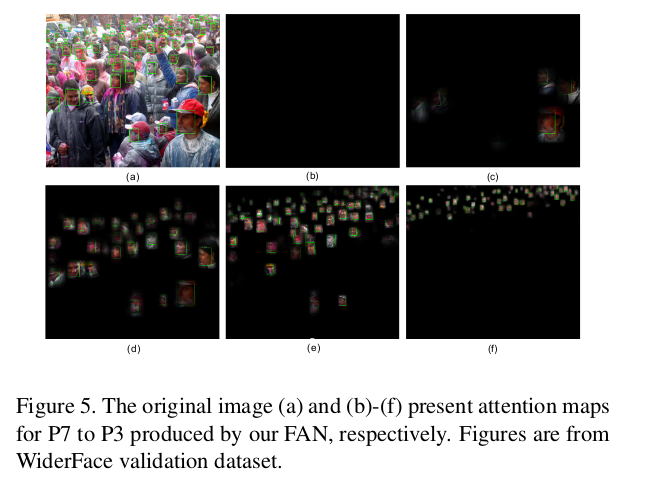 (a)
(b)
(c)
(d)
(e)
(f)
Figure 5. The original image (a) and (b)-(f) present attention maps
for P7 to P3 produced by our FAN, respectively. Figures are from
WiderFace validation dataset.